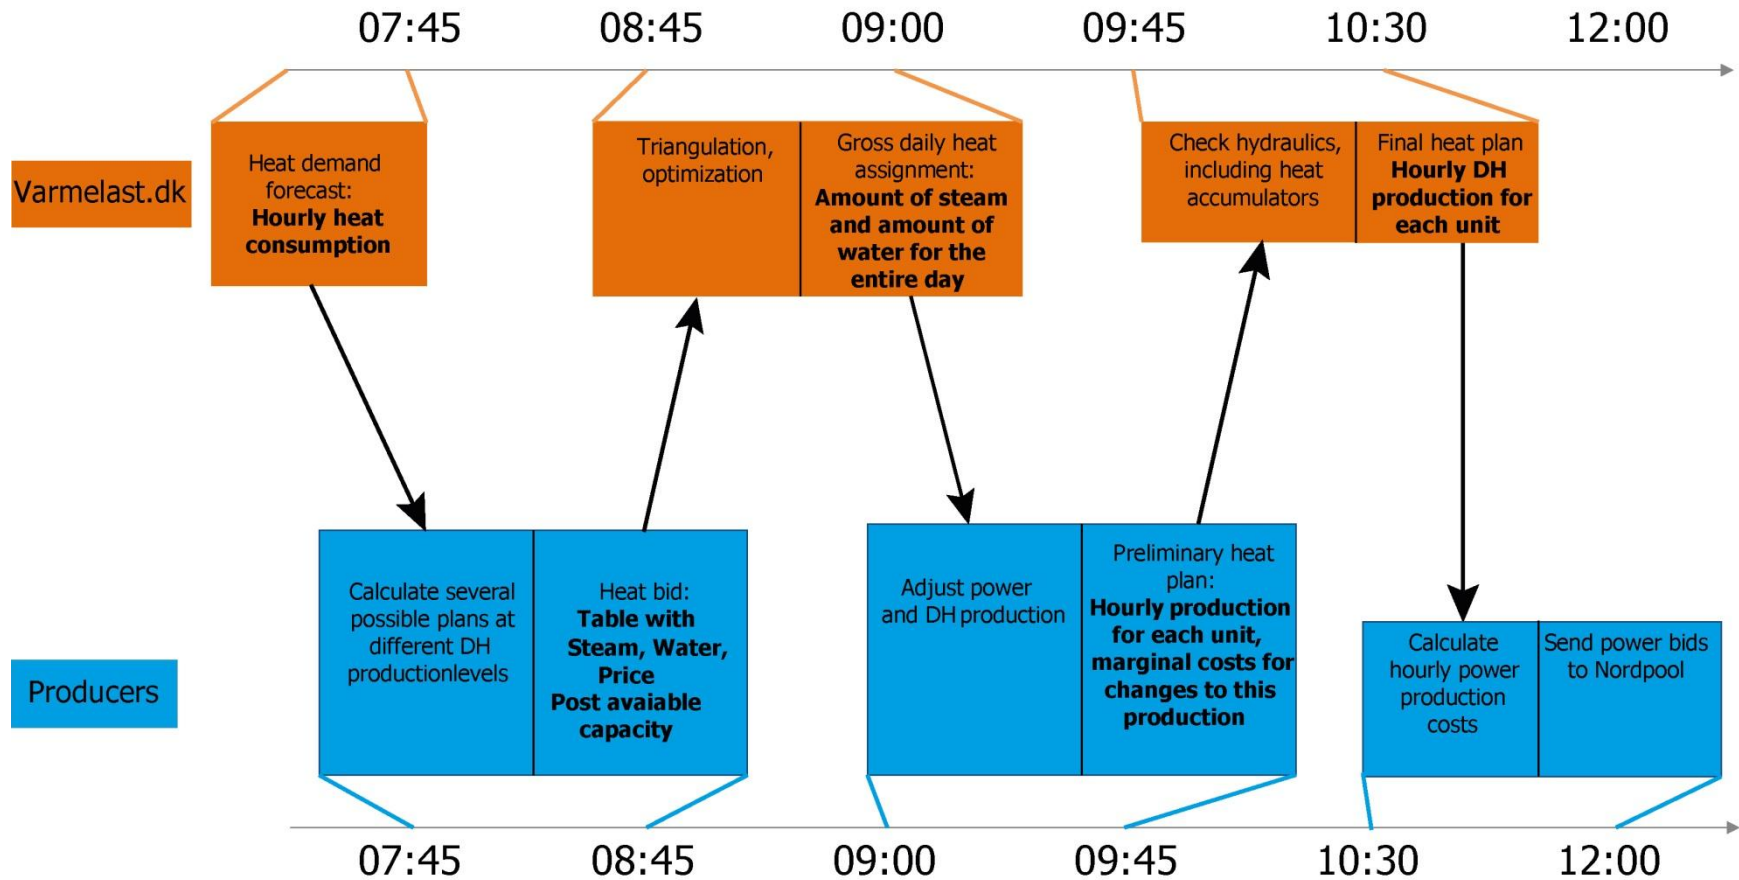 07:45 08:45 09:00 09:45 10:30 12:00
Varmelast.dk
Heat demand
forecast:
Hourly heat
consumption
Triangulation,
optimization
Gross daily heat
assignment:
Amount of steam
and amount of
water for the
entire day
Check hydraulics,
including heat
accumulators
Final heat plan
Hourly DH
production for
each unit
Producers
Calculate several
possible plans at
different DH
productionlevels
Heat bid:
Table with
Steam, Water,
Price
Post avaiable
capacity
Adjust power
and DH production
Preliminary heat
plan:
Hourly production
for each unit,
marginal costs for
changes to this
production
Calculate
hourly power
production
costs
Send power bids
to Nordpool
07:45 08:45 09:00 09:45 10:30 12:00